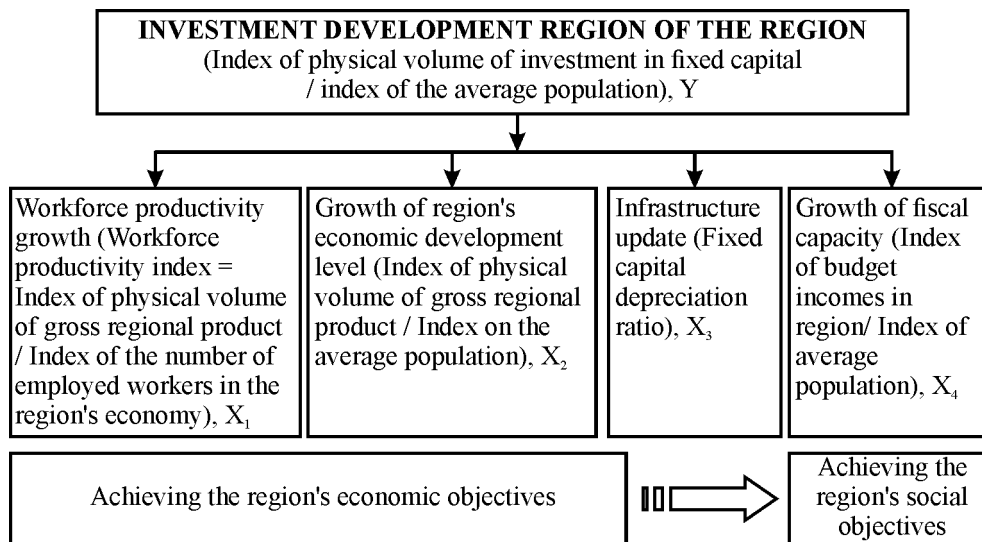 INVESTMENT DEVELOPMENT REGION OF THE REGION
(Index of physical volume of investment in fixed capital
/ index of the average population), Y
Workforce productivity
growth (Workforce
productivity index =
Index of physical volume
of gross regional product
/ Index of the number of
employed workers in the
region's economy), X₁
Growth of region's
economic development
level (Index of physical
volume of gross regional
product / Index on the
average population), X₂
Infrastructure
update (Fixed
capital
depreciation
ratio), X₃
Growth of fiscal
capacity (Index
of budget
incomes in
region/ Index of
average
population), X₄
Achieving the region's economic objectives
Achieving the
region's social
objectives